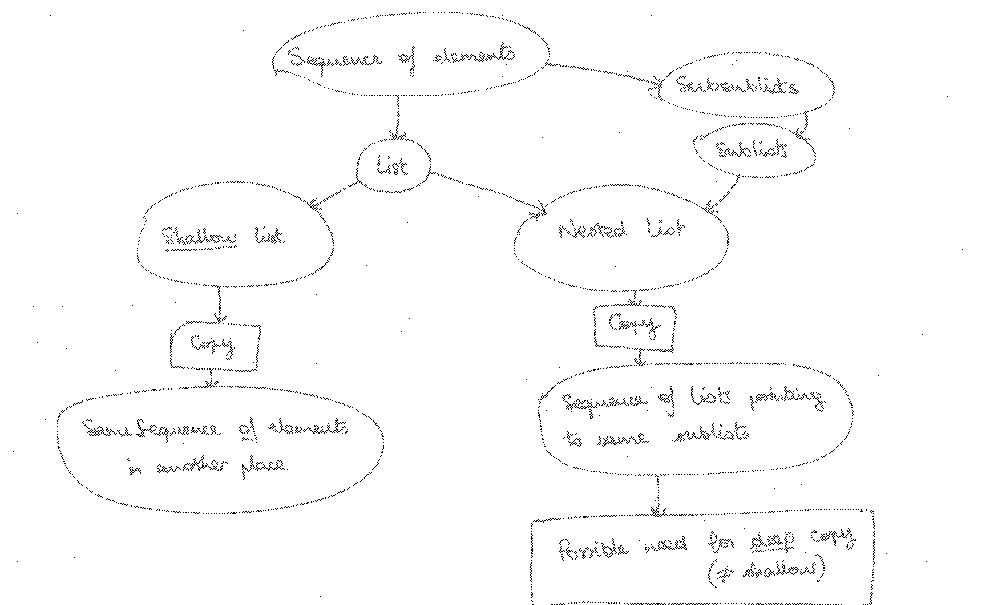 Sequence of elements
Subsublists
Sublists
List
Shallow list
Nested List
Copy
Copy
Same Sequence of elements
in another place
Sequence of Lists pointing
to same sublists
Possible need for deep copy
(≠ shallow)